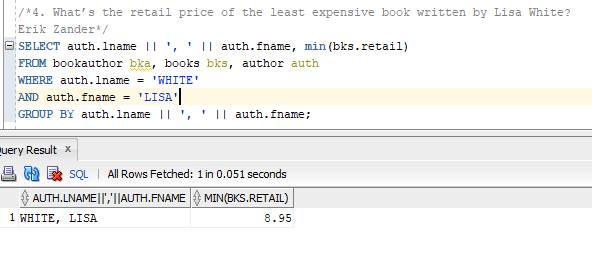 /*4. What's the retail price of the least expensive book written by Lisa White?
Erik Zander*/
SELECT auth.lname || ', ' || auth.fname, min(bks.retail)
FROM bookauthor bka, books bks, author auth
WHERE auth.lname = 'WHITE'
AND auth.fname = 'LISA'
GROUP BY auth.lname || ', ' || auth.fname;
uery Result x
SQL | All Rows Fetched: 1 in 0.051 seconds
AUTH.LNAME||','||AUTH.FNAME MIN(BKS.RETAIL)
1 WHITE, LISA 8.95